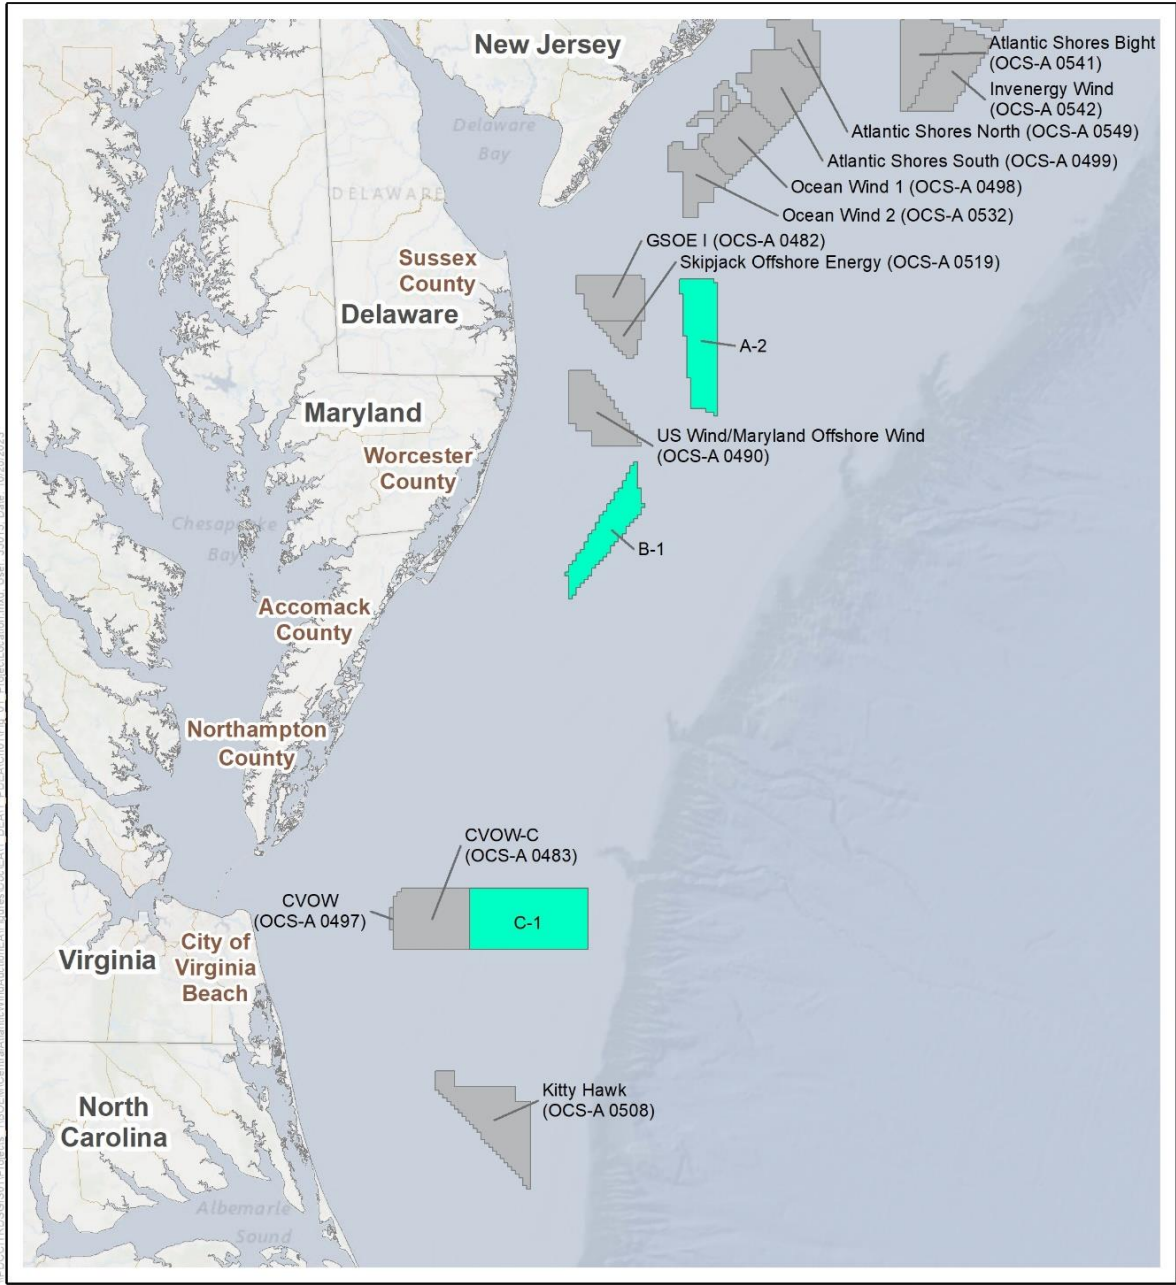 New Jersey
Atlantic Shores Bight
(OCS-A 0541)
Invenergy Wind
(OCS-A 0542)
Delaware
Bay
Atlantic Shores North (OCS-A 0549)
Atlantic Shores South (OCS-A 0499)
Ocean Wind 1 (OCS-A 0498)
DELAWARE
Ocean Wind 2 (OCS-A 0532)
GSOE I (OCS-A 0482)
Skipjack Offshore Energy (OCS-A 0519)
Sussex
County
Delaware
A-2
Maryland
US Wind/Maryland Offshore Wind
(OCS-A 0490)
Worcester
County
Chesapeake
Bay
B-1
Accomack
County
Northampton
County
CVOW-C
(OCS-A 0483)
CVOW
(OCS-A 0497)
C-1
City of
Virginia
Beach
Virginia
Kitty Hawk
(OCS-A 0508)
North
Carolina
Albemarle
Sound